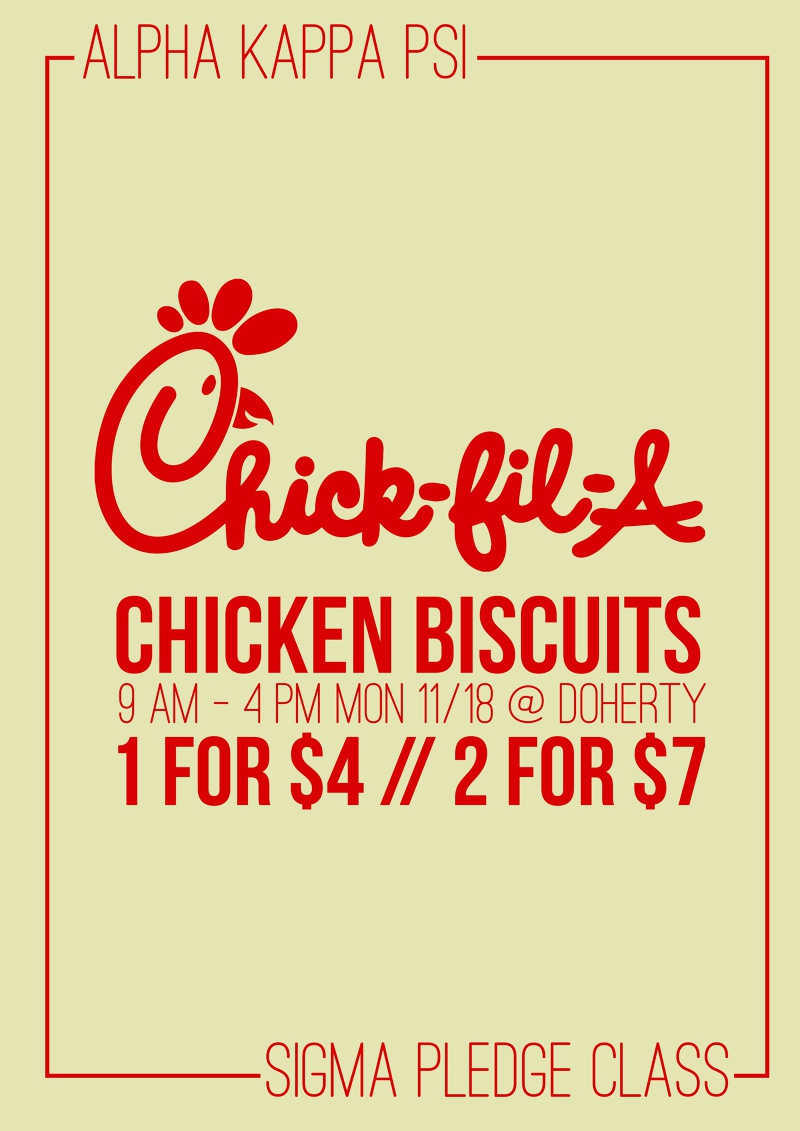 ALPHA KAPPA PSI
Chick-fil-A
CHICKEN BISCUITS
9 AM - 4 PM MON 11/18 @ DOHERTY
1 FOR $4 // 2 FOR $7
SIGMA PLEDGE CLASS